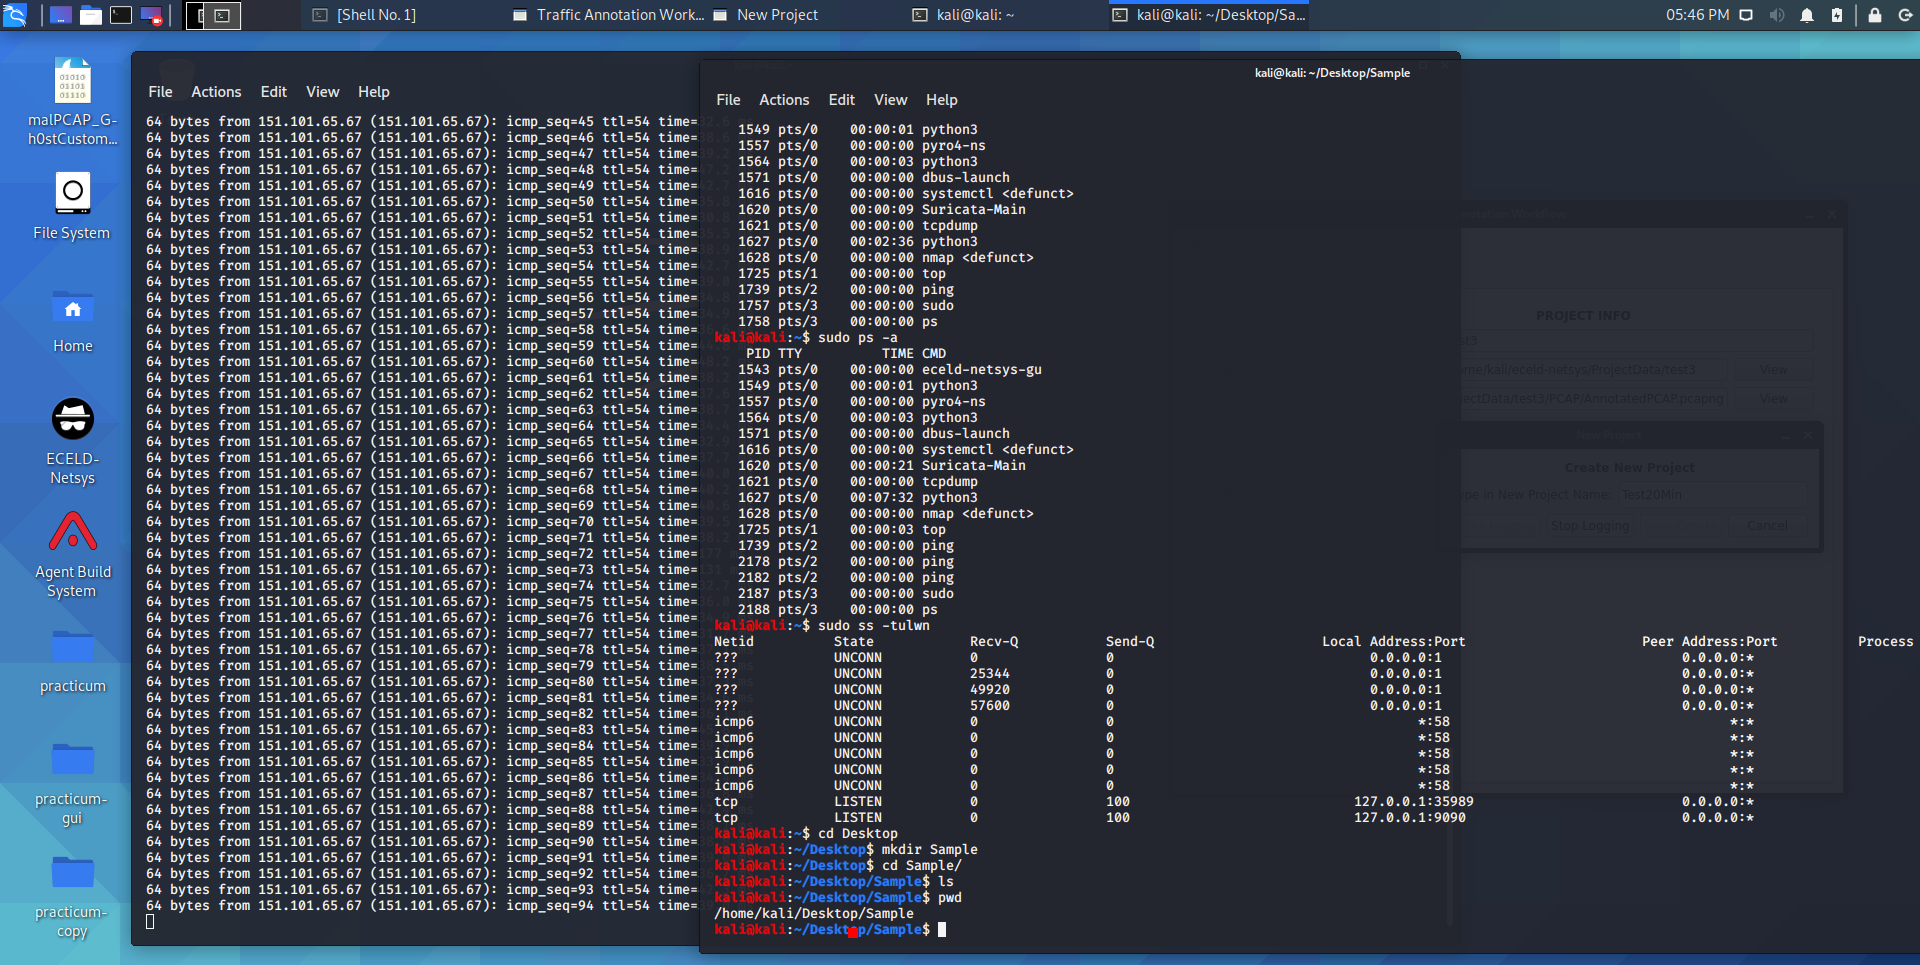 [Shell No. 1]
Traffic Annotation Work...
New Project
kali@kali: ~
kali@kali: ~/Desktop/Sa...
05:46 PM
malPCAP_G-
h0stCustom...
File System
Home
ECELD-
Netsys
Agent Build
System
practicum
practicum-
gui
practicum-
copy
File Actions Edit View Help
64 bytes from 151.101.65.67 (151.101.65.67): icmp_seq=45 ttl=54 time=
64 bytes from 151.101.65.67 (151.101.65.67): icmp_seq=46 ttl=54 time=
64 bytes from 151.101.65.67 (151.101.65.67): icmp_seq=47 ttl=54 time=
64 bytes from 151.101.65.67 (151.101.65.67): icmp_seq=48 ttl=54 time=
64 bytes from 151.101.65.67 (151.101.65.67): icmp_seq=49 ttl=54 time=
64 bytes from 151.101.65.67 (151.101.65.67): icmp_seq=50 ttl=54 time=
64 bytes from 151.101.65.67 (151.101.65.67): icmp_seq=51 ttl=54 time=
64 bytes from 151.101.65.67 (151.101.65.67): icmp_seq=52 ttl=54 time=
64 bytes from 151.101.65.67 (151.101.65.67): icmp_seq=53 ttl=54 time=
64 bytes from 151.101.65.67 (151.101.65.67): icmp_seq=54 ttl=54 time=
64 bytes from 151.101.65.67 (151.101.65.67): icmp_seq=55 ttl=54 time=
64 bytes from 151.101.65.67 (151.101.65.67): icmp_seq=56 ttl=54 time=
64 bytes from 151.101.65.67 (151.101.65.67): icmp_seq=57 ttl=54 time=
64 bytes from 151.101.65.67 (151.101.65.67): icmp_seq=58 ttl=54 time=
64 bytes from 151.101.65.67 (151.101.65.67): icmp_seq=59 ttl=54 time=
64 bytes from 151.101.65.67 (151.101.65.67): icmp_seq=60 ttl=54 time=
64 bytes from 151.101.65.67 (151.101.65.67): icmp_seq=61 ttl=54 time=
64 bytes from 151.101.65.67 (151.101.65.67): icmp_seq=62 ttl=54 time=
64 bytes from 151.101.65.67 (151.101.65.67): icmp_seq=63 ttl=54 time=
64 bytes from 151.101.65.67 (151.101.65.67): icmp_seq=64 ttl=54 time=
64 bytes from 151.101.65.67 (151.101.65.67): icmp_seq=65 ttl=54 time=
64 bytes from 151.101.65.67 (151.101.65.67): icmp_seq=66 ttl=54 time=
64 bytes from 151.101.65.67 (151.101.65.67): icmp_seq=67 ttl=54 time=
64 bytes from 151.101.65.67 (151.101.65.67): icmp_seq=68 ttl=54 time=
64 bytes from 151.101.65.67 (151.101.65.67): icmp_seq=69 ttl=54 time=
64 bytes from 151.101.65.67 (151.101.65.67): icmp_seq=70 ttl=54 time=
64 bytes from 151.101.65.67 (151.101.65.67): icmp_seq=71 ttl=54 time=
64 bytes from 151.101.65.67 (151.101.65.67): icmp_seq=72 ttl=54 time=
64 bytes from 151.101.65.67 (151.101.65.67): icmp_seq=73 ttl=54 time=
64 bytes from 151.101.65.67 (151.101.65.67): icmp_seq=74 ttl=54 time=
64 bytes from 151.101.65.67 (151.101.65.67): icmp_seq=75 ttl=54 time=
64 bytes from 151.101.65.67 (151.101.65.67): icmp_seq=76 ttl=54 time=
64 bytes from 151.101.65.67 (151.101.65.67): icmp_seq=77 ttl=54 time=
64 bytes from 151.101.65.67 (151.101.65.67): icmp_seq=78 ttl=54 time=
64 bytes from 151.101.65.67 (151.101.65.67): icmp_seq=79 ttl=54 time=
64 bytes from 151.101.65.67 (151.101.65.67): icmp_seq=80 ttl=54 time=
64 bytes from 151.101.65.67 (151.101.65.67): icmp_seq=81 ttl=54 time=
64 bytes from 151.101.65.67 (151.101.65.67): icmp_seq=82 ttl=54 time=
64 bytes from 151.101.65.67 (151.101.65.67): icmp_seq=83 ttl=54 time=
64 bytes from 151.101.65.67 (151.101.65.67): icmp_seq=84 ttl=54 time=
64 bytes from 151.101.65.67 (151.101.65.67): icmp_seq=85 ttl=54 time=
64 bytes from 151.101.65.67 (151.101.65.67): icmp_seq=86 ttl=54 time=
64 bytes from 151.101.65.67 (151.101.65.67): icmp_seq=87 ttl=54 time=
64 bytes from 151.101.65.67 (151.101.65.67): icmp_seq=88 ttl=54 time=
64 bytes from 151.101.65.67 (151.101.65.67): icmp_seq=89 ttl=54 time=
64 bytes from 151.101.65.67 (151.101.65.67): icmp_seq=90 ttl=54 time=
64 bytes from 151.101.65.67 (151.101.65.67): icmp_seq=91 ttl=54 time=
64 bytes from 151.101.65.67 (151.101.65.67): icmp_seq=92 ttl=54 time=
64 bytes from 151.101.65.67 (151.101.65.67): icmp_seq=93 ttl=54 time=
64 bytes from 151.101.65.67 (151.101.65.67): icmp_seq=94 ttl=54 time=
kali@kali: ~/Desktop/Sample
File Actions Edit View Help
1549 pts/0 00:00:01 python3
1557 pts/0 00:00:00 pyro4-ns
1564 pts/0 00:00:03 python3
1571 pts/0 00:00:00 dbus-launch
1616 pts/0 00:00:00 systemctl <defunct>
1620 pts/0 00:00:09 Suricata-Main
1621 pts/0 00:00:00 tcpdump
1627 pts/0 00:02:36 python3
1628 pts/0 00:00:00 nmap <defunct>
1725 pts/1 00:00:00 top
1739 pts/2 00:00:00 ping
1757 pts/3 00:00:00 sudo
1758 pts/3 00:00:00 ps
kali@kali:~$ sudo ps -a
PID TTY TIME CMD
1543 pts/0 00:00:00 eceld-netsys-gu
1549 pts/0 00:00:01 python3
1557 pts/0 00:00:00 pyro4-ns
1564 pts/0 00:00:03 python3
1571 pts/0 00:00:00 dbus-launch
1616 pts/0 00:00:00 systemctl <defunct>
1620 pts/0 00:00:21 Suricata-Main
1621 pts/0 00:00:00 tcpdump
1627 pts/0 00:07:32 python3
1628 pts/0 00:00:00 nmap <defunct>
1725 pts/1 00:00:03 top
1739 pts/2 00:00:00 ping
2178 pts/2 00:00:00 ping
2182 pts/2 00:00:00 ping
2187 pts/3 00:00:00 sudo
2188 pts/3 00:00:00 ps
kali@kali:~$ sudo ss -tulwn
Netid State Recv-Q Send-Q Local Address:Port Peer Address:Port Process
??? UNCONN 0 0 0.0.0.0:1 0.0.0.0:*
??? UNCONN 25344 0 0.0.0.0:1 0.0.0.0:*
??? UNCONN 49920 0 0.0.0.0:1 0.0.0.0:*
??? UNCONN 57600 0 0.0.0.0:1 0.0.0.0:*
icmp6 UNCONN 0 0 *:58 *:*
icmp6 UNCONN 0 0 *:58 *:*
icmp6 UNCONN 0 0 *:58 *:*
icmp6 UNCONN 0 0 *:58 *:*
icmp6 UNCONN 0 0 *:58 *:*
tcp LISTEN 0 100 127.0.0.1:35989 0.0.0.0:*
tcp LISTEN 0 100 127.0.0.1:9090 0.0.0.0:*
kali@kali:~$ cd Desktop
kali@kali:~/Desktop$ mkdir Sample
kali@kali:~/Desktop$ cd Sample/
kali@kali:~/Desktop/Sample$ ls
kali@kali:~/Desktop/Sample$ pwd
/home/kali/Desktop/Sample
kali@kali:~/Desktop/Sample$
PROJECT INFO
/kali/eceld-netsys/ProjectData/test3 View
/test3/PCAP/AnnotatedPCAP.pcapng View
New Project
Create New Project
in New Project Name Test20Min
Stop Logging Cancel